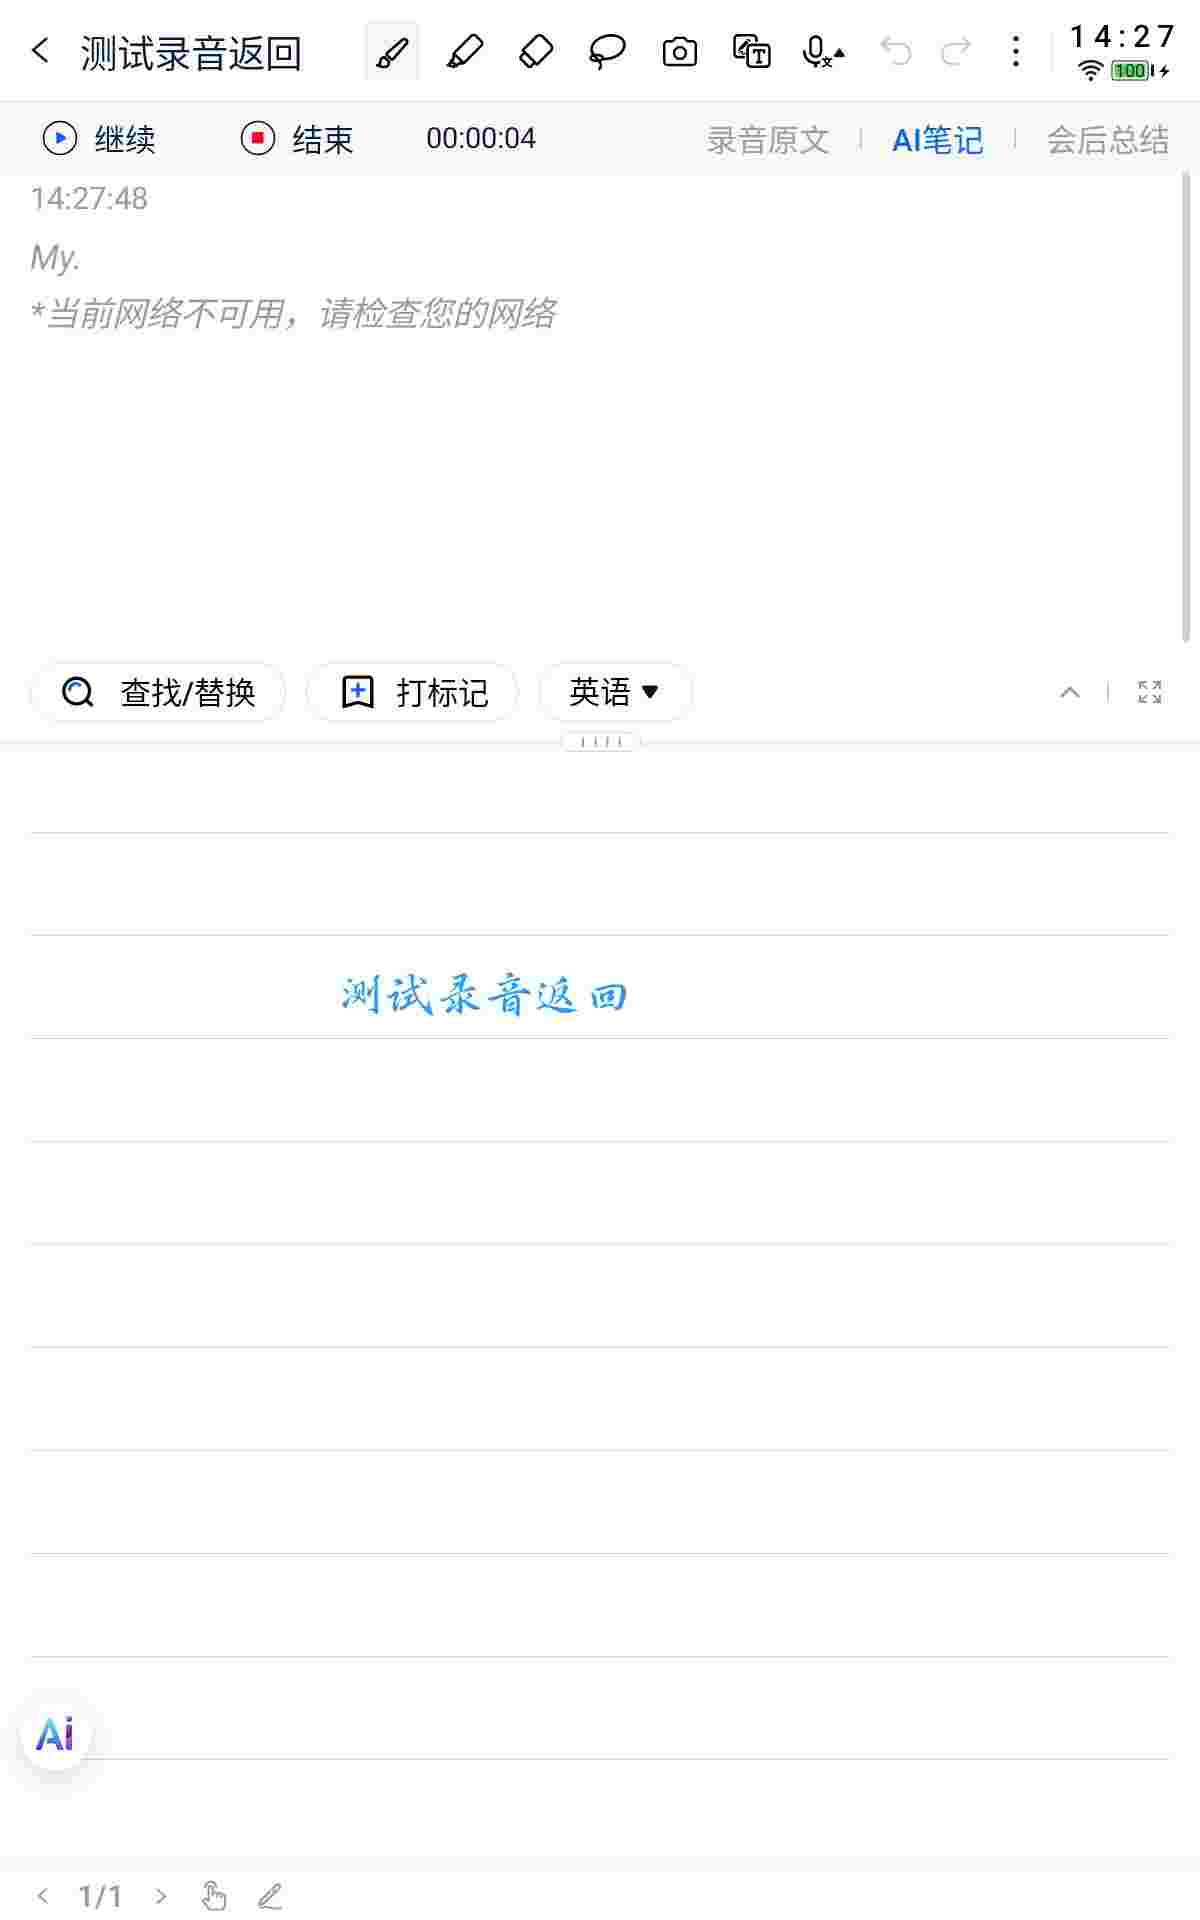 测试录音返回
14:27
100
继续 结束 00:00:04 录音原文 AI笔记 会后总结
14:27:48
My.
*当前网络不可用，请检查您的网络
查找/替换 打标记 英语
测试录音返回
Ai
1/1